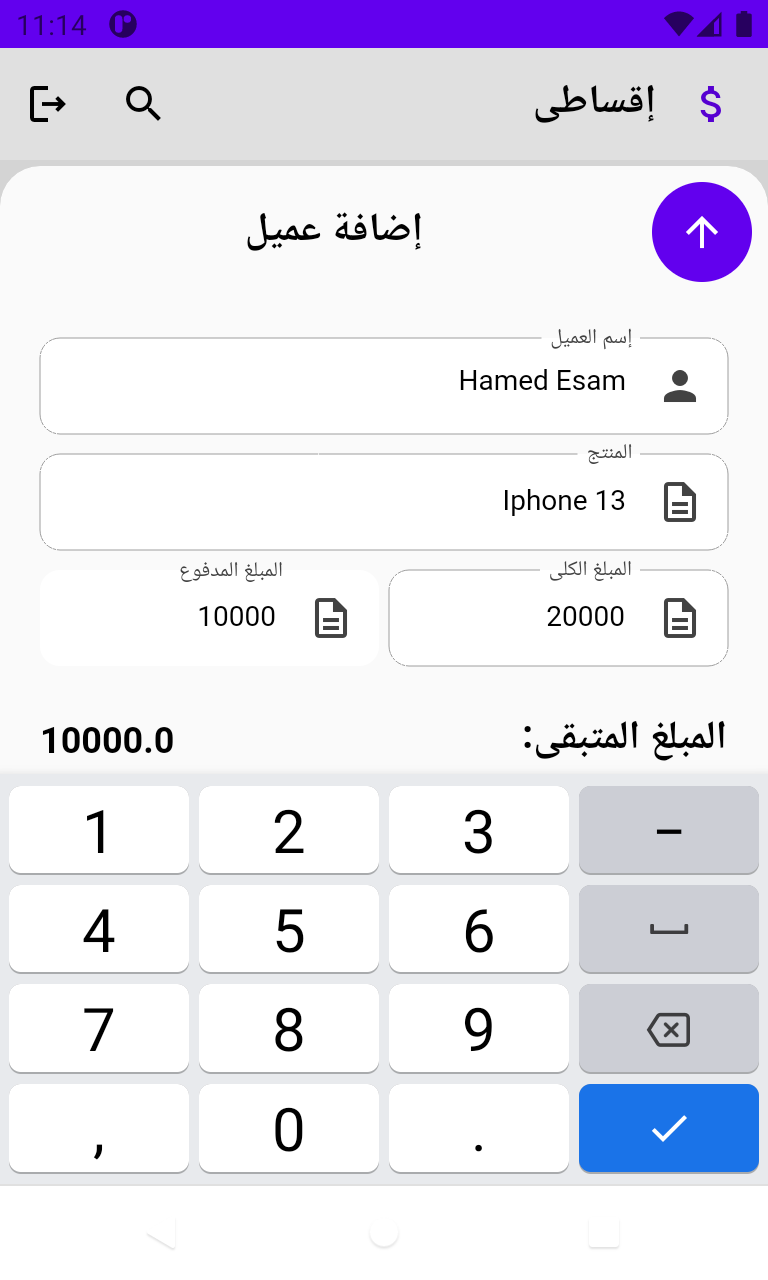 11:14
إقساطى
$
إضافة عميل
إسم العميل
Hamed Esam
المنتج
Iphone 13
المبلغ الكلى
20000
المبلغ المدفوع
10000
المبلغ المتبقى:
10000.0
1 2 3 –
4 5 6
7 8 9
, 0 .